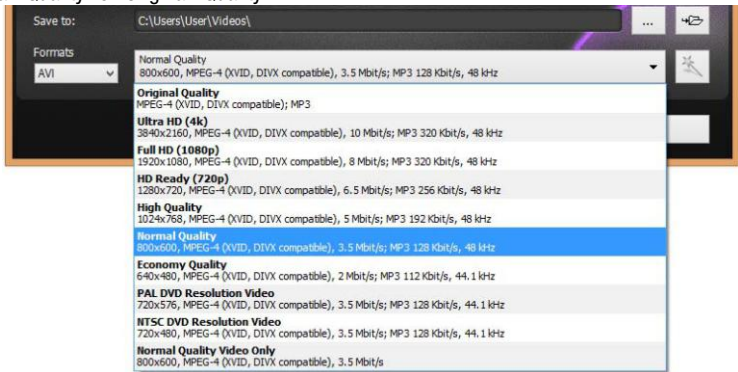 Save to:
C:\Users\User\Videos\
...
Formats
AVI
Normal Quality
800x600, MPEG-4 (XVID, DIVX compatible), 3.5 Mbit/s; MP3 128 Kbit/s, 48 kHz
Original Quality
MPEG-4 (XVID, DIVX compatible); MP3
Ultra HD (4k)
3840x2160, MPEG-4 (XVID, DIVX compatible), 10 Mbit/s; MP3 320 Kbit/s, 48 kHz
Full HD (1080p)
1920x1080, MPEG-4 (XVID, DIVX compatible), 8 Mbit/s; MP3 320 Kbit/s, 48 kHz
HD Ready (720p)
1280x720, MPEG-4 (XVID, DIVX compatible), 6.5 Mbit/s; MP3 256 Kbit/s, 48 kHz
High Quality
1024x768, MPEG-4 (XVID, DIVX compatible), 5 Mbit/s; MP3 192 Kbit/s, 48 kHz
Normal Quality
800x600, MPEG-4 (XVID, DIVX compatible), 3.5 Mbit/s; MP3 128 Kbit/s, 48 kHz
Economy Quality
640x480, MPEG-4 (XVID, DIVX compatible), 2 Mbit/s; MP3 112 Kbit/s, 44.1 kHz
PAL DVD Resolution Video
720x576, MPEG-4 (XVID, DIVX compatible), 3.5 Mbit/s; MP3 128 Kbit/s, 44.1 kHz
NTSC DVD Resolution Video
720x480, MPEG-4 (XVID, DIVX compatible), 3.5 Mbit/s; MP3 128 Kbit/s, 44.1 kHz
Normal Quality Video Only
800x600, MPEG-4 (XVID, DIVX compatible), 3.5 Mbit/s